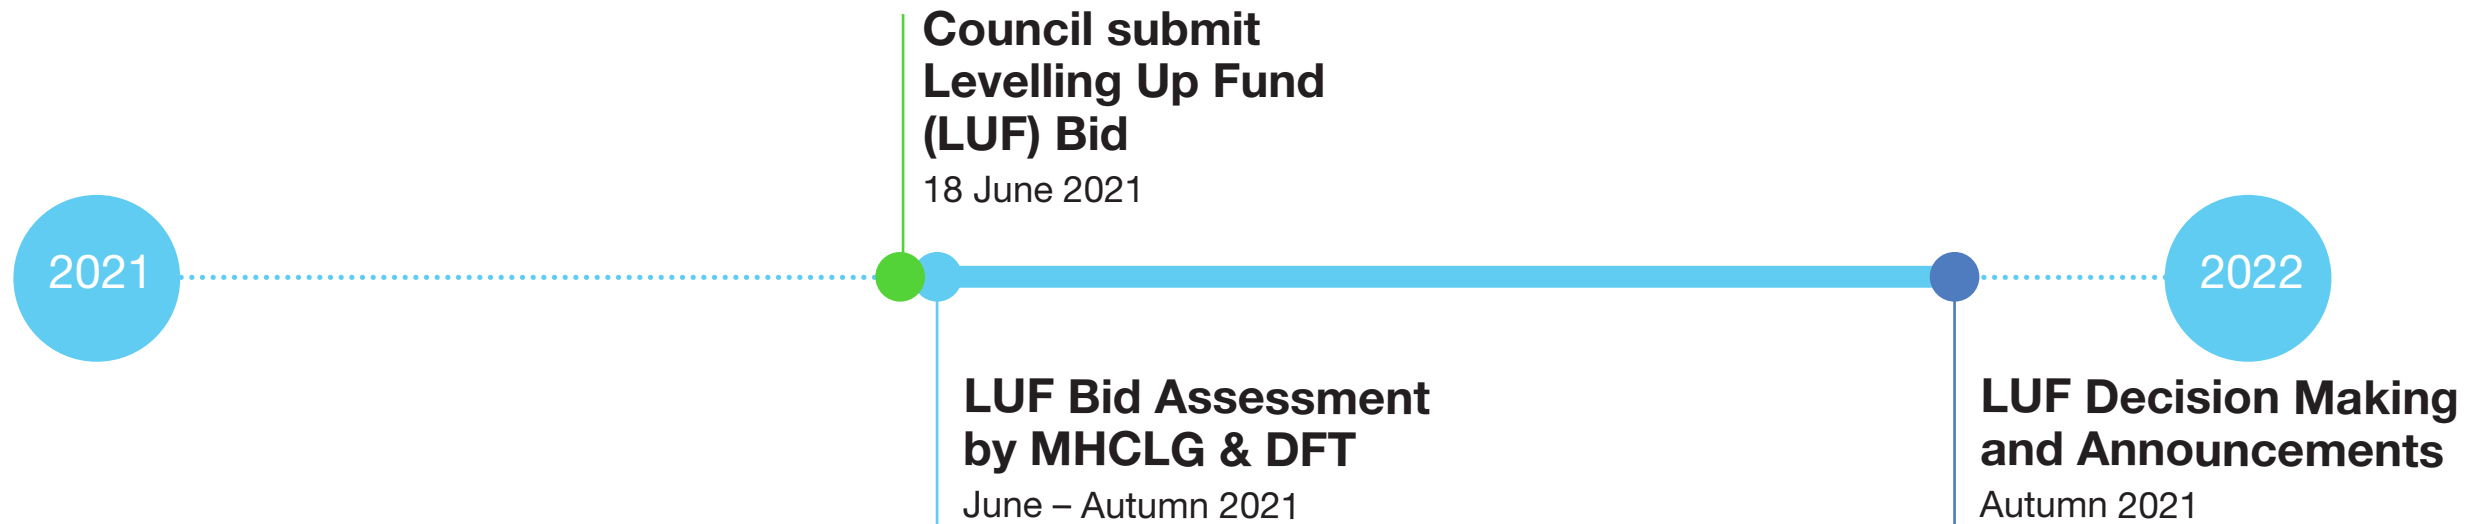 Council submit
Levelling Up Fund
(LUF) Bid
18 June 2021
2021
2022
LUF Bid Assessment
by MHCLG & DFT
June – Autumn 2021
LUF Decision Making
and Announcements
Autumn 2021